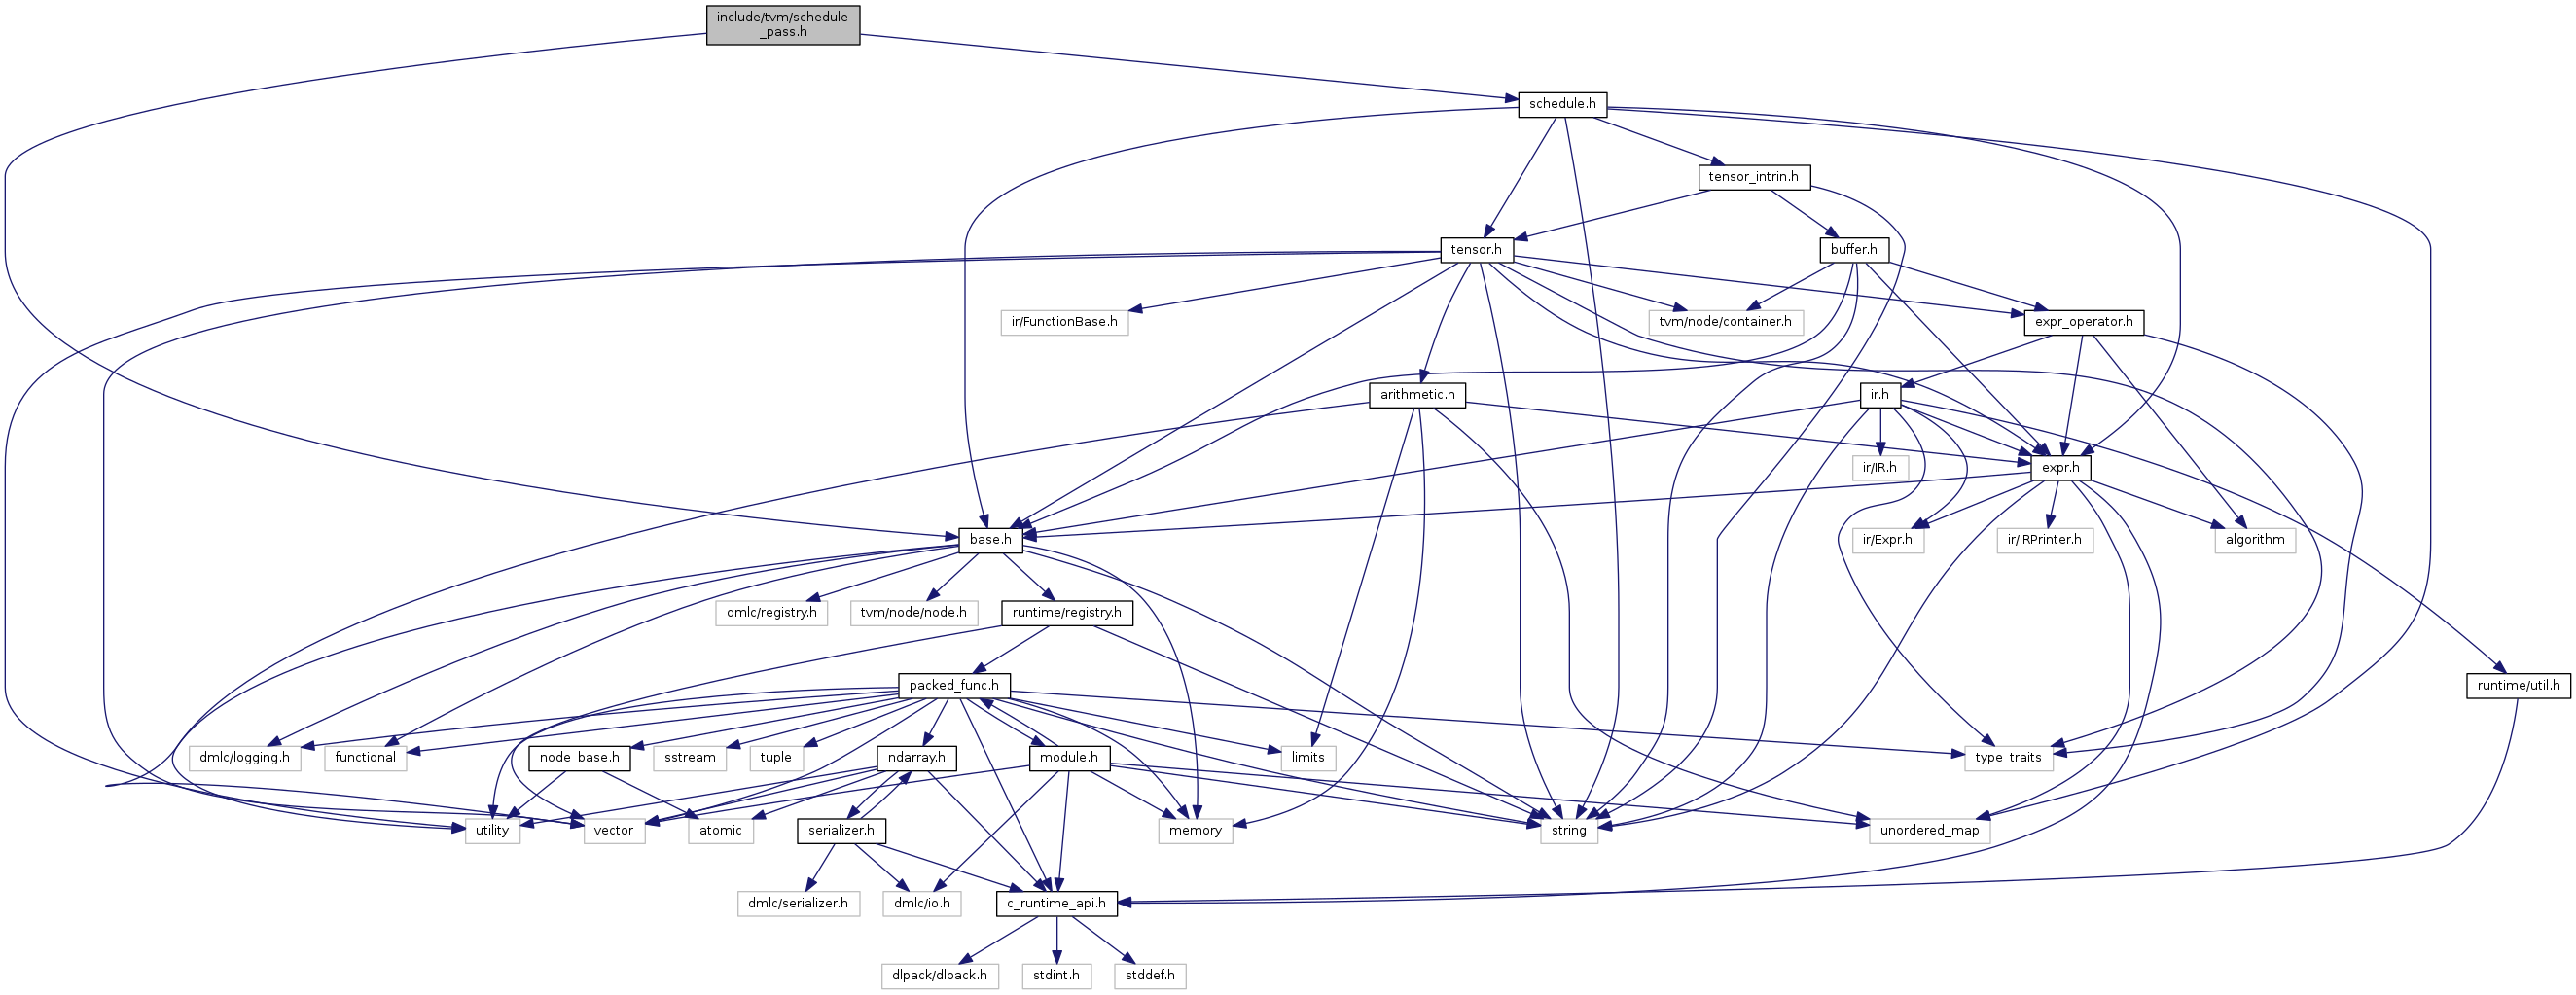 include/tvm/schedule
_pass.h
schedule.h
tensor_intrin.h
tensor.h
buffer.h
ir/FunctionBase.h
tvm/node/container.h
expr_operator.h
arithmetic.h
ir.h
ir/IR.h
expr.h
base.h
ir/Expr.h
ir/IRPrinter.h
algorithm
dmlc/registry.h
tvm/node/node.h
runtime/registry.h
packed_func.h
runtime/util.h
dmlc/logging.h
functional
node_base.h
sstream
tuple
ndarray.h
module.h
limits
type_traits
utility
vector
atomic
serializer.h
memory
string
unordered_map
dmlc/serializer.h
dmlc/io.h
c_runtime_api.h
dlpack/dlpack.h
stdint.h
stddef.h